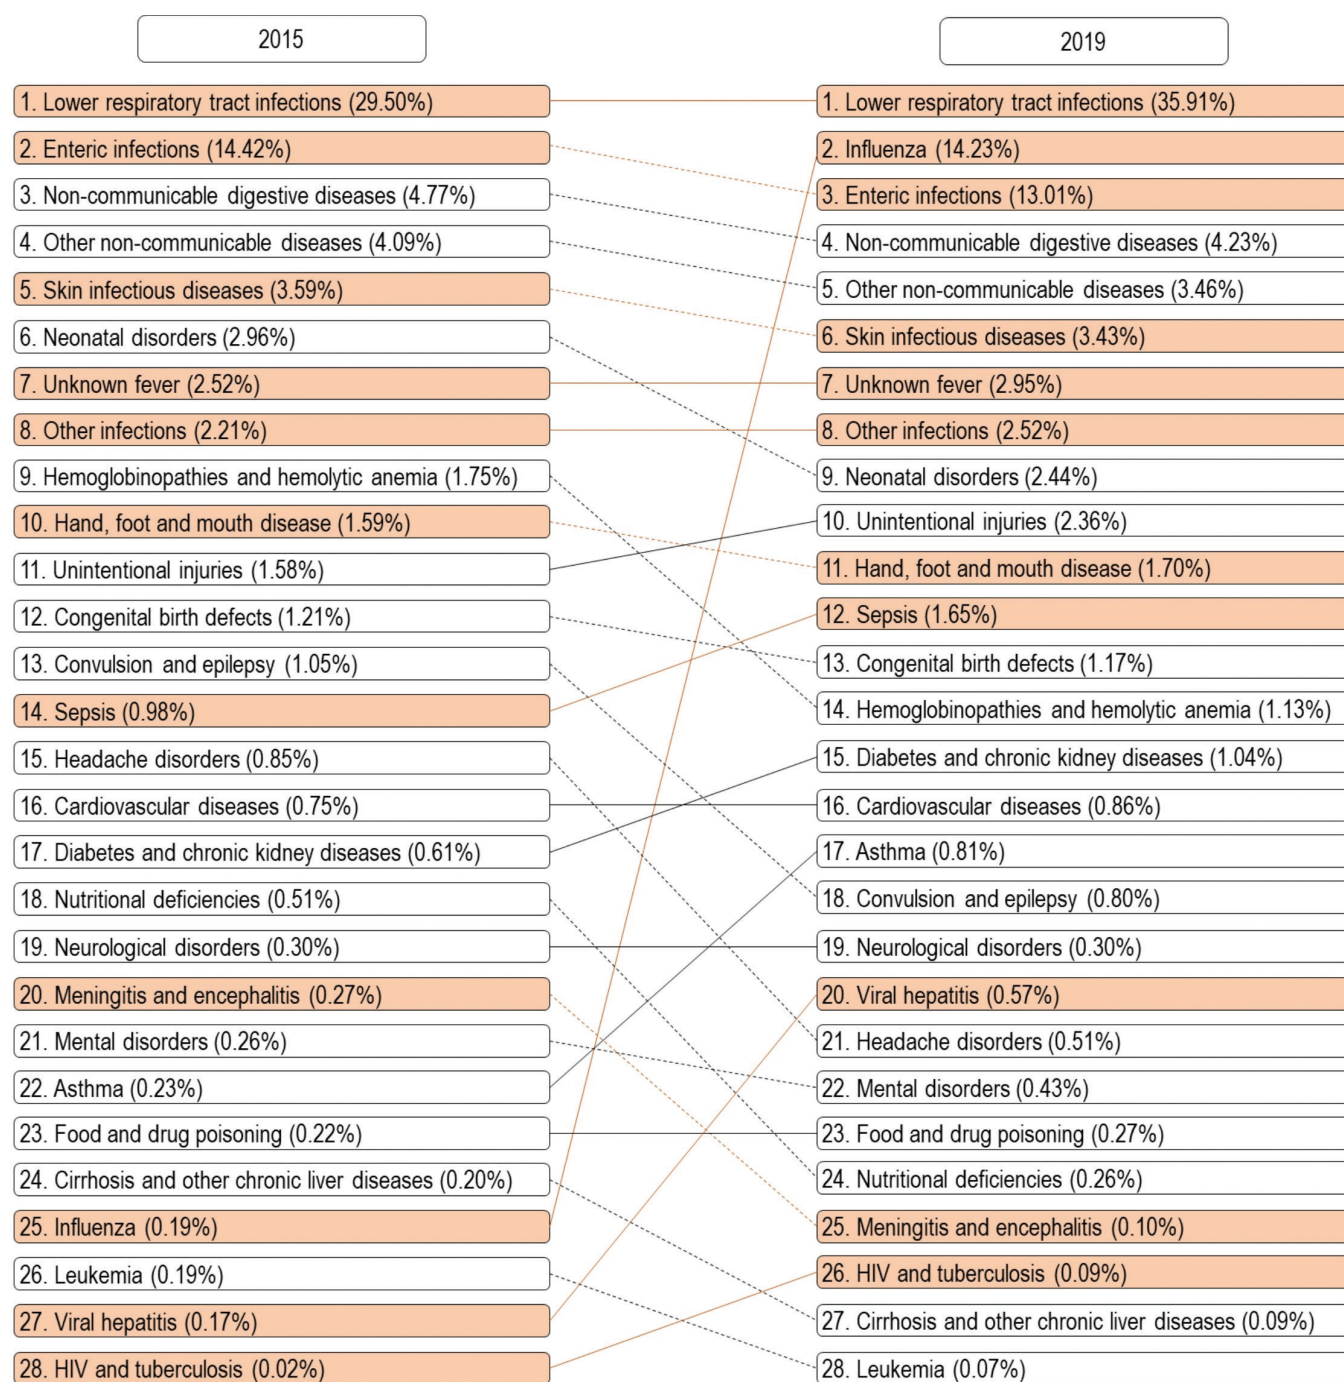 2015
1. Lower respiratory tract infections (29.50%)
2. Enteric infections (14.42%)
3. Non-communicable digestive diseases (4.77%)
4. Other non-communicable diseases (4.09%)
5. Skin infectious diseases (3.59%)
6. Neonatal disorders (2.96%)
7. Unknown fever (2.52%)
8. Other infections (2.21%)
9. Hemoglobinopathies and hemolytic anemia (1.75%)
10. Hand, foot and mouth disease (1.59%)
11. Unintentional injuries (1.58%)
12. Congenital birth defects (1.21%)
13. Convulsion and epilepsy (1.05%)
14. Sepsis (0.98%)
15. Headache disorders (0.85%)
16. Cardiovascular diseases (0.75%)
17. Diabetes and chronic kidney diseases (0.61%)
18. Nutritional deficiencies (0.51%)
19. Neurological disorders (0.30%)
20. Meningitis and encephalitis (0.27%)
21. Mental disorders (0.26%)
22. Asthma (0.23%)
23. Food and drug poisoning (0.22%)
24. Cirrhosis and other chronic liver diseases (0.20%)
25. Influenza (0.19%)
26. Leukemia (0.19%)
27. Viral hepatitis (0.17%)
28. HIV and tuberculosis (0.02%)
2019
1. Lower respiratory tract infections (35.91%)
2. Influenza (14.23%)
3. Enteric infections (13.01%)
4. Non-communicable digestive diseases (4.23%)
5. Other non-communicable diseases (3.46%)
6. Skin infectious diseases (3.43%)
7. Unknown fever (2.95%)
8. Other infections (2.52%)
9. Neonatal disorders (2.44%)
10. Unintentional injuries (2.36%)
11. Hand, foot and mouth disease (1.70%)
12. Sepsis (1.65%)
13. Congenital birth defects (1.17%)
14. Hemoglobinopathies and hemolytic anemia (1.13%)
15. Diabetes and chronic kidney diseases (1.04%)
16. Cardiovascular diseases (0.86%)
17. Asthma (0.81%)
18. Convulsion and epilepsy (0.80%)
19. Neurological disorders (0.30%)
20. Viral hepatitis (0.57%)
21. Headache disorders (0.51%)
22. Mental disorders (0.43%)
23. Food and drug poisoning (0.27%)
24. Nutritional deficiencies (0.26%)
25. Meningitis and encephalitis (0.10%)
26. HIV and tuberculosis (0.09%)
27. Cirrhosis and other chronic liver diseases (0.09%)
28. Leukemia (0.07%)